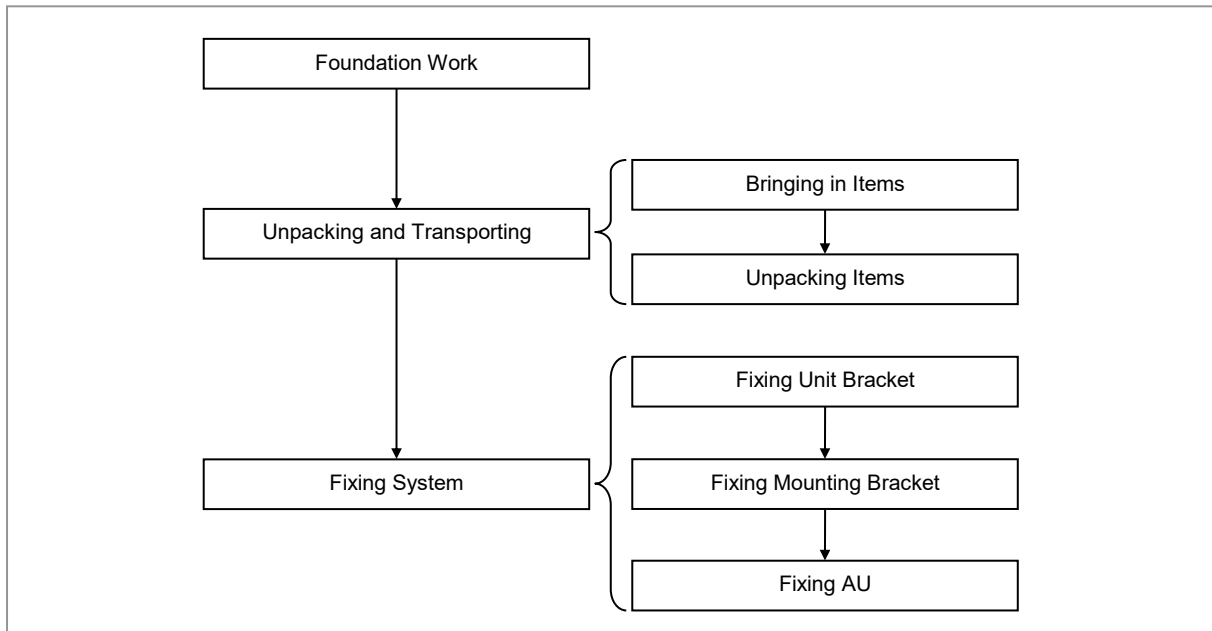 Foundation Work
Unpacking and Transporting
Bringing in Items
Unpacking Items
Fixing System
Fixing Unit Bracket
Fixing Mounting Bracket
Fixing AU